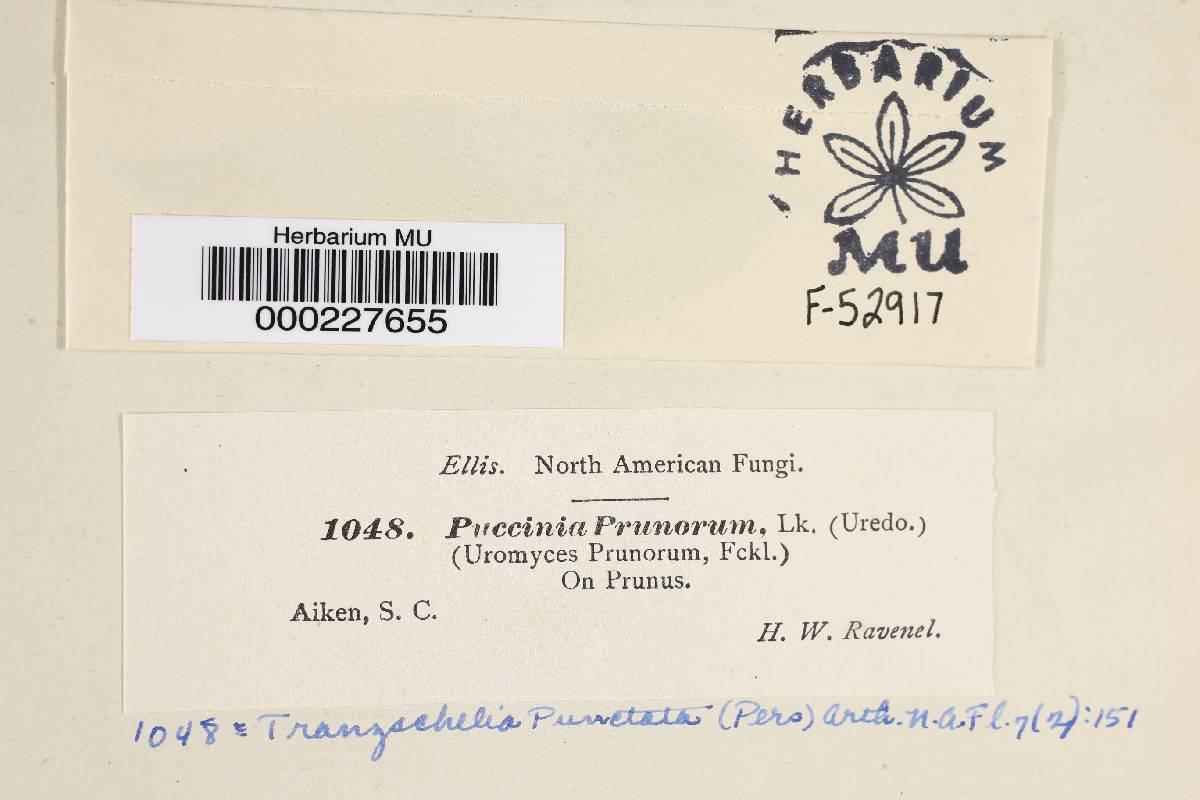 HERBARIUM
MU
F-52917
Herbarium MU
000227655
Ellis. North American Fungi.
1048. Puccinia Prunorum, Lk. (Uredo.)
(Uromyces Prunorum, Fckl.)
On Prunus.
Aiken, S. C.
H. W. Ravenel.
1048 = Tranzschelia Punctata (Pers) Arth. N.A.Fl. 7(2):151